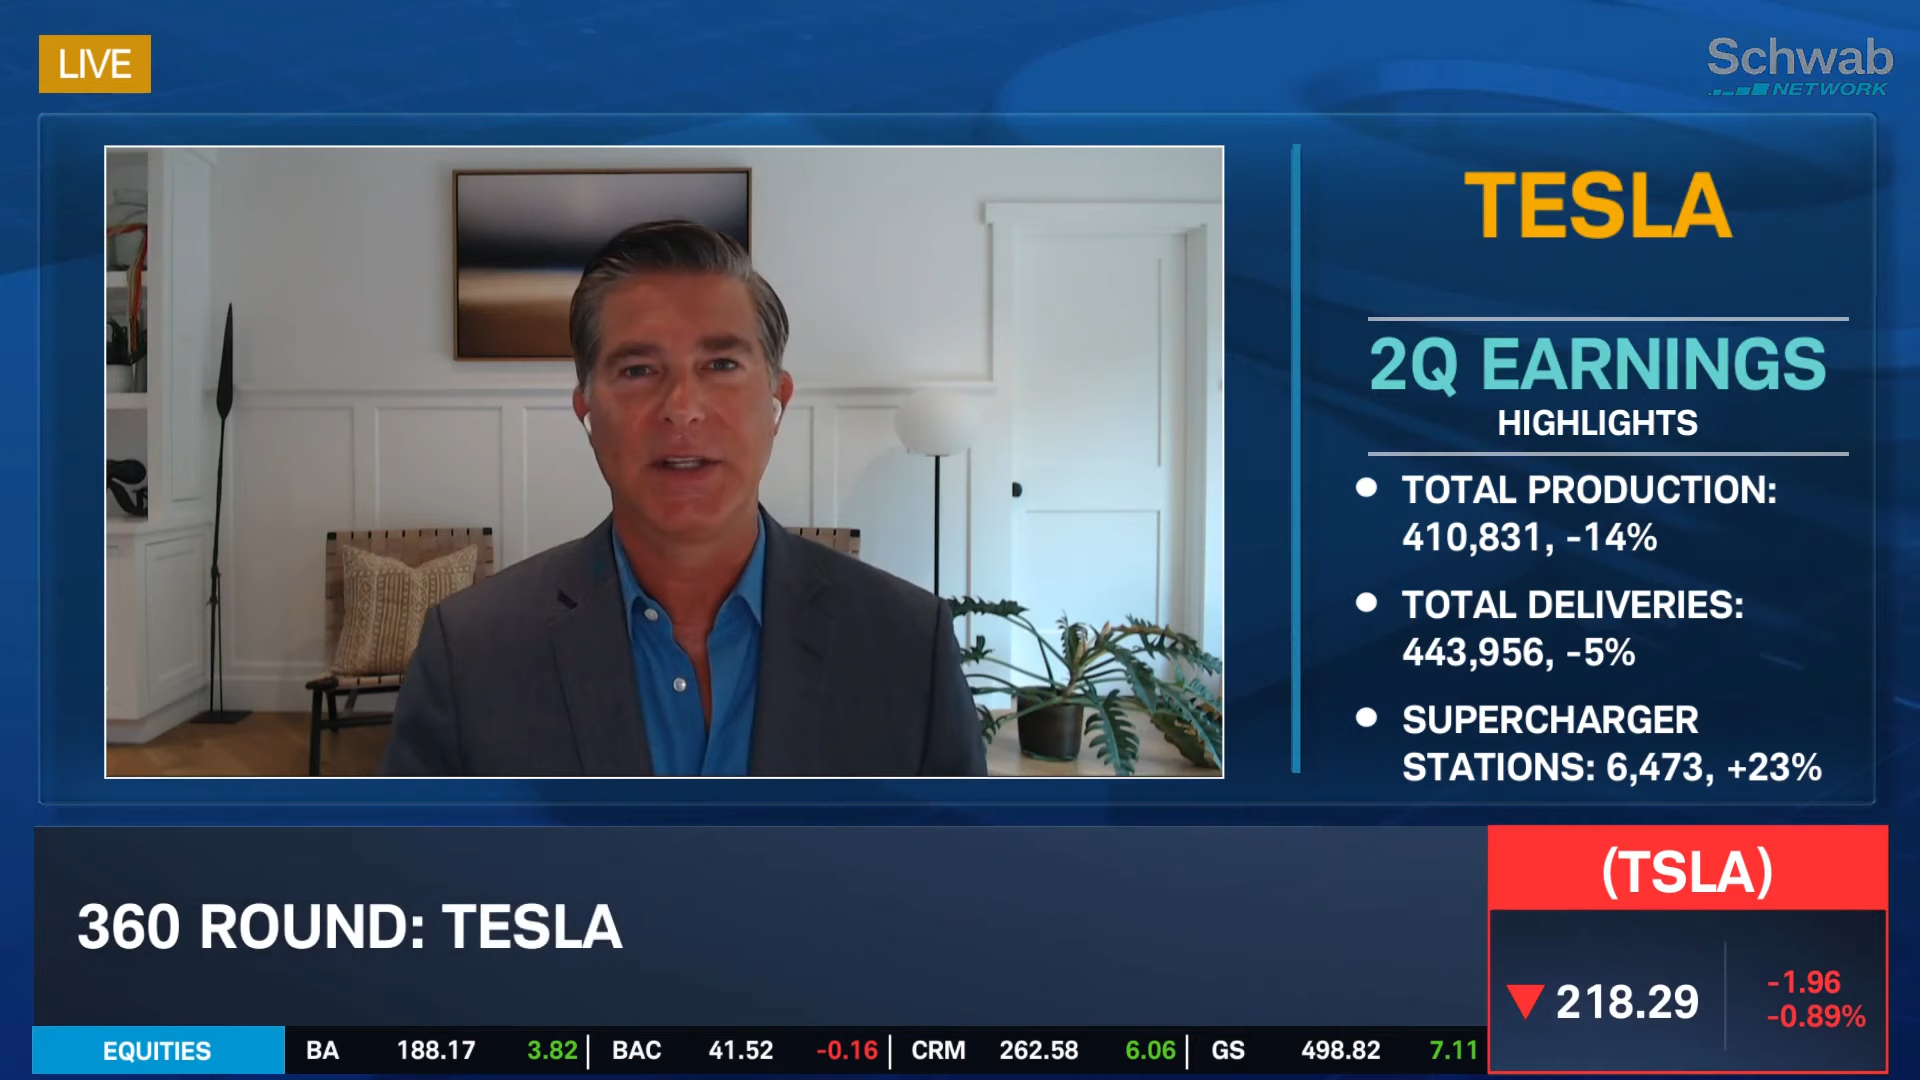 LIVE
Schwab
NETWORK
TESLA
2Q EARNINGS
HIGHLIGHTS
TOTAL PRODUCTION:
410,831, -14%
TOTAL DELIVERIES:
443,956, -5%
SUPERCHARGER
STATIONS: 6,473, +23%
360 ROUND: TESLA
(TSLA)
218.29
-1.96
-0.89%
EQUITIES BA 188.17 3.82 BAC 41.52 -0.16 CRM 262.58 6.06 GS 498.82 7.11